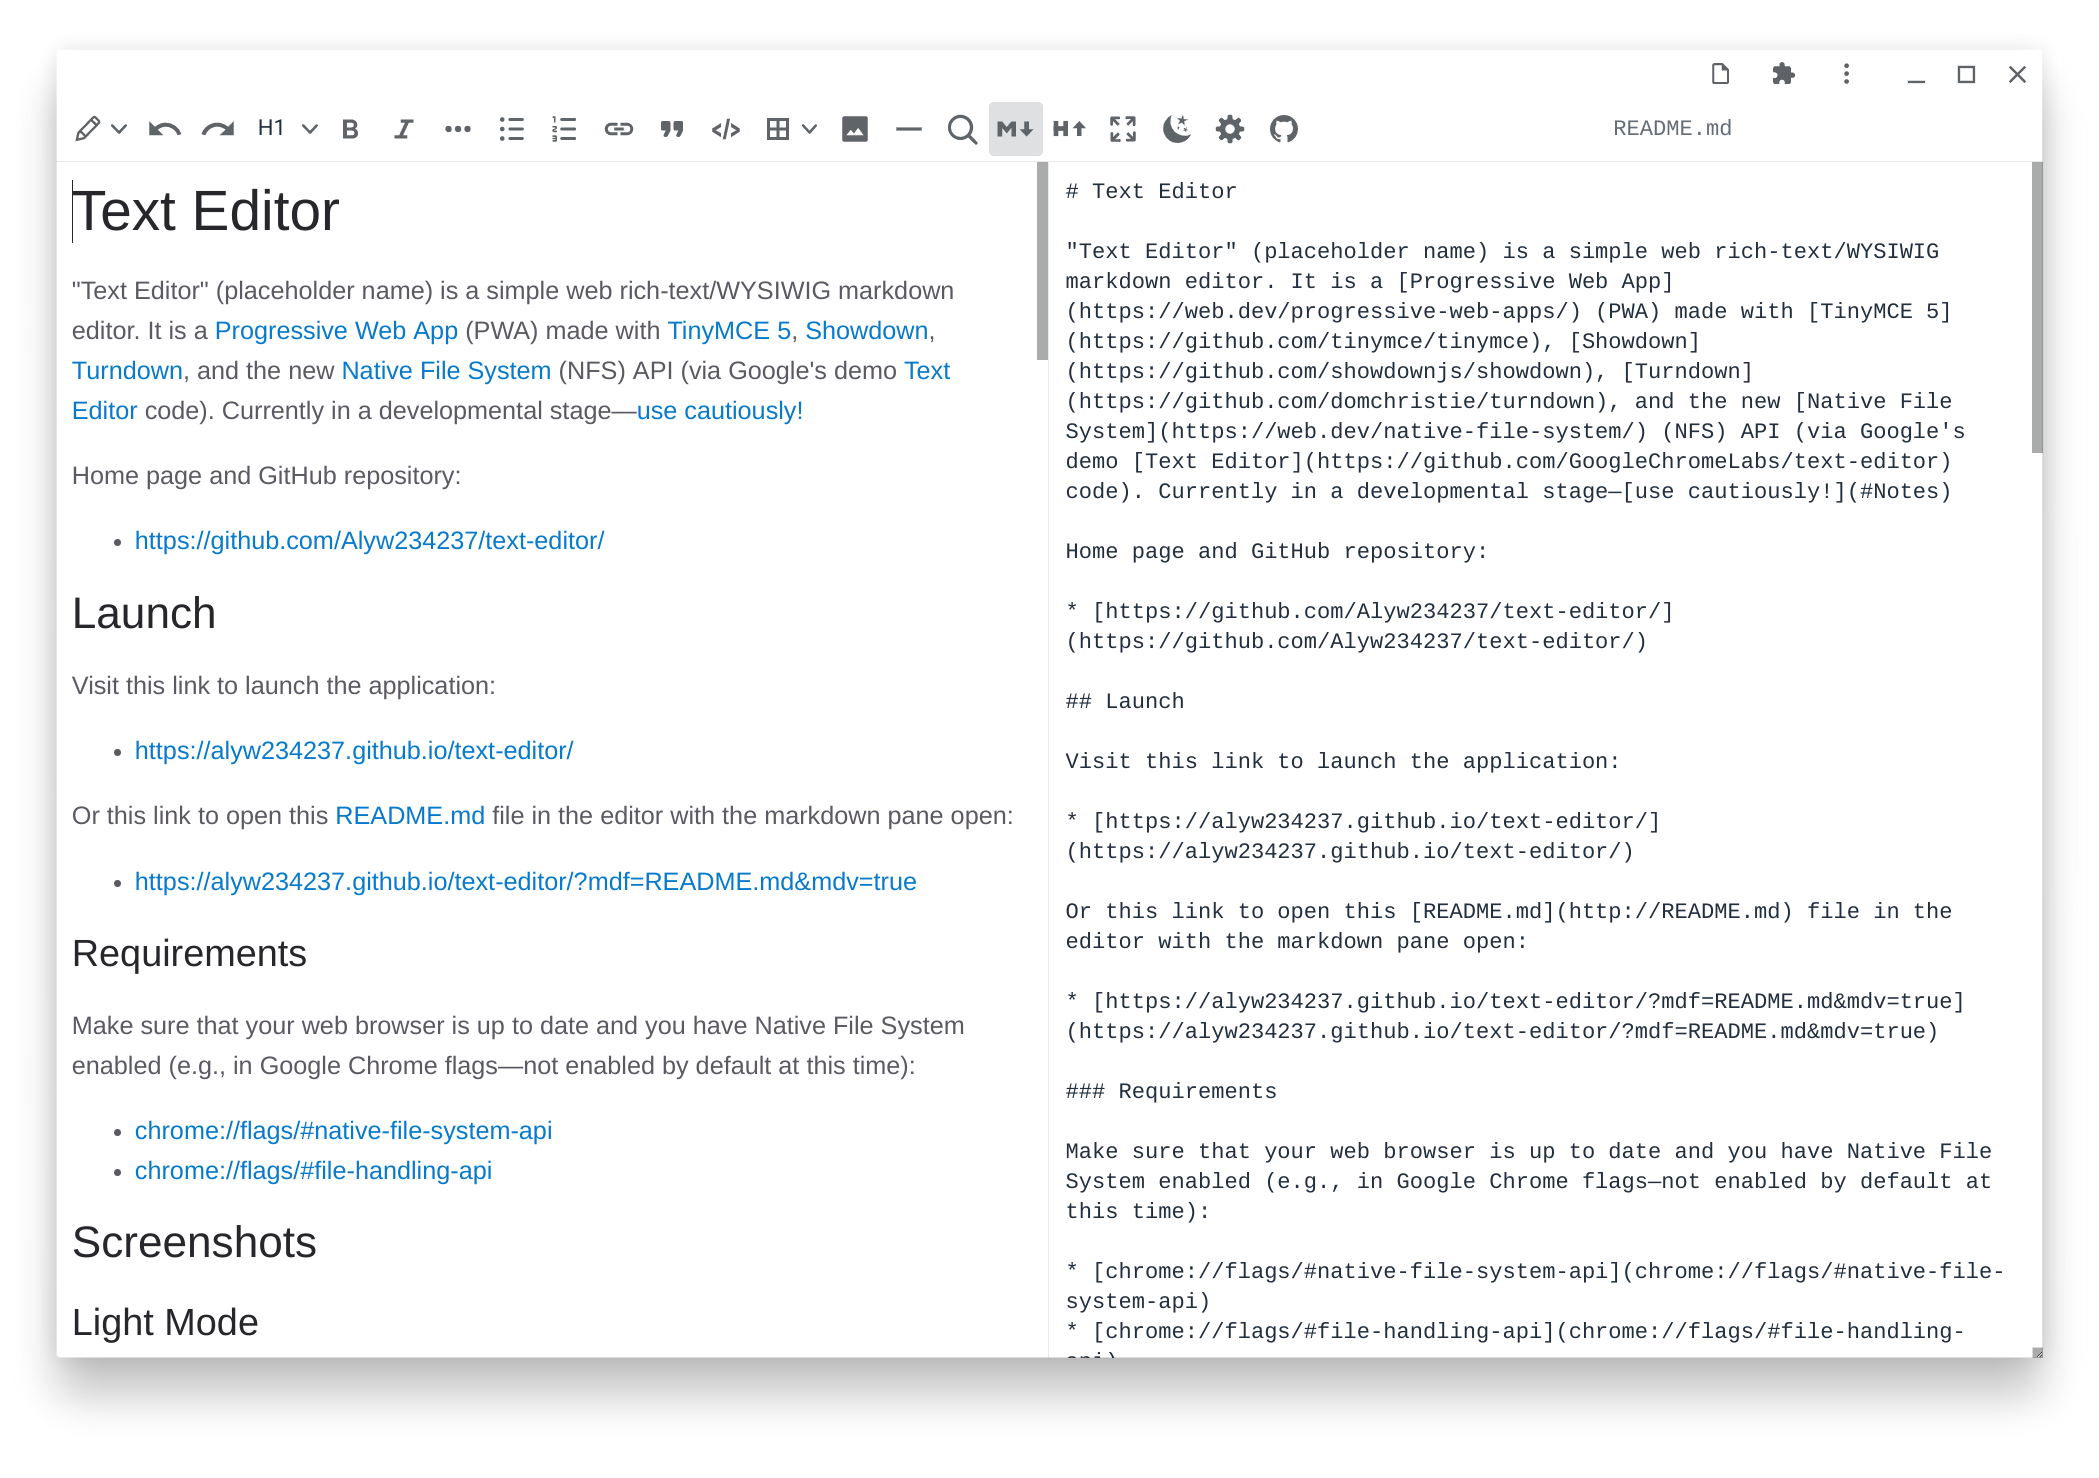 H1
README.md
Text Editor
"Text Editor" (placeholder name) is a simple web rich-text/WYSIWIG markdown
editor. It is a Progressive Web App (PWA) made with TinyMCE 5, Showdown,
Turndown, and the new Native File System (NFS) API (via Google's demo Text
Editor code). Currently in a developmental stage—use cautiously!
Home page and GitHub repository:
• https://github.com/Alyw234237/text-editor/
Launch
Visit this link to launch the application:
• https://alyw234237.github.io/text-editor/
Or this link to open this README.md file in the editor with the markdown pane open:
• https://alyw234237.github.io/text-editor/?mdf=README.md&mdv=true
Requirements
Make sure that your web browser is up to date and you have Native File System
enabled (e.g., in Google Chrome flags—not enabled by default at this time):
• chrome://flags/#native-file-system-api
• chrome://flags/#file-handling-api
Screenshots
Light Mode
# Text Editor
"Text Editor" (placeholder name) is a simple web rich-text/WYSIWIG
markdown editor. It is a [Progressive Web App]
(https://web.dev/progressive-web-apps/) (PWA) made with [TinyMCE 5]
(https://github.com/tinymce/tinymce), [Showdown]
(https://github.com/showdownjs/showdown), [Turndown]
(https://github.com/domchristie/turndown), and the new [Native File
System](https://web.dev/native-file-system/) (NFS) API (via Google's
demo [Text Editor](https://github.com/GoogleChromeLabs/text-editor)
code). Currently in a developmental stage—[use cautiously!](#Notes)
Home page and GitHub repository:
* [https://github.com/Alyw234237/text-editor/]
(https://github.com/Alyw234237/text-editor/)
## Launch
Visit this link to launch the application:
* [https://alyw234237.github.io/text-editor/]
(https://alyw234237.github.io/text-editor/)
Or this link to open this [README.md](http://README.md) file in the
editor with the markdown pane open:
* [https://alyw234237.github.io/text-editor/?mdf=README.md&mdv=true]
(https://alyw234237.github.io/text-editor/?mdf=README.md&mdv=true)
### Requirements
Make sure that your web browser is up to date and you have Native File
System enabled (e.g., in Google Chrome flags—not enabled by default at
this time):
* [chrome://flags/#native-file-system-api](chrome://flags/#native-file-
system-api)
* [chrome://flags/#file-handling-api](chrome://flags/#file-handling-
api)